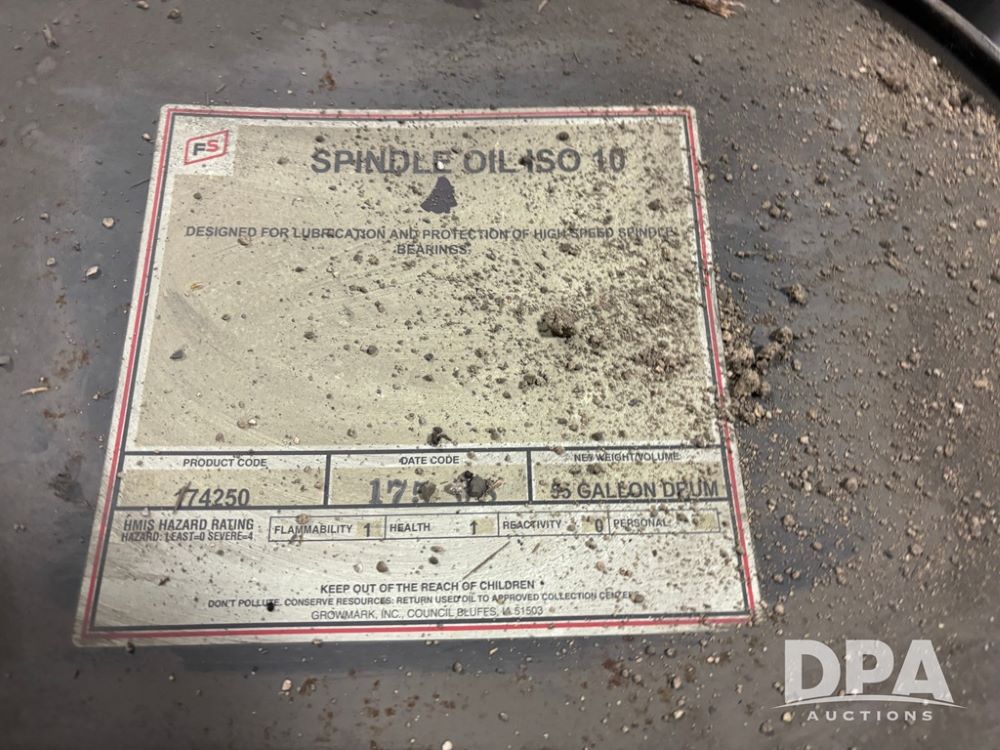 FS
SPINDLE OIL ISO 10
DESIGNED FOR LUBRICATION AND PROTECTION OF HIGH SPEED SPINDLE
BEARINGS.
PRODUCT CODE
DATE CODE
NET WEIGHT/VOLUME
174250
55 GALLON DRUM
HMIS HAZARD RATING
HAZARD: LEAST=0 SEVERE=4
FLAMMABILITY 1
HEALTH 1
REACTIVITY 0
PERSONAL
KEEP OUT OF THE REACH OF CHILDREN
DON'T POLLUTE. CONSERVE RESOURCES: RETURN USED OIL TO APPROVED COLLECTION CENTER
GROWMARK, INC., COUNCIL BLUFFS, IA 51503
DPA
AUCTIONS